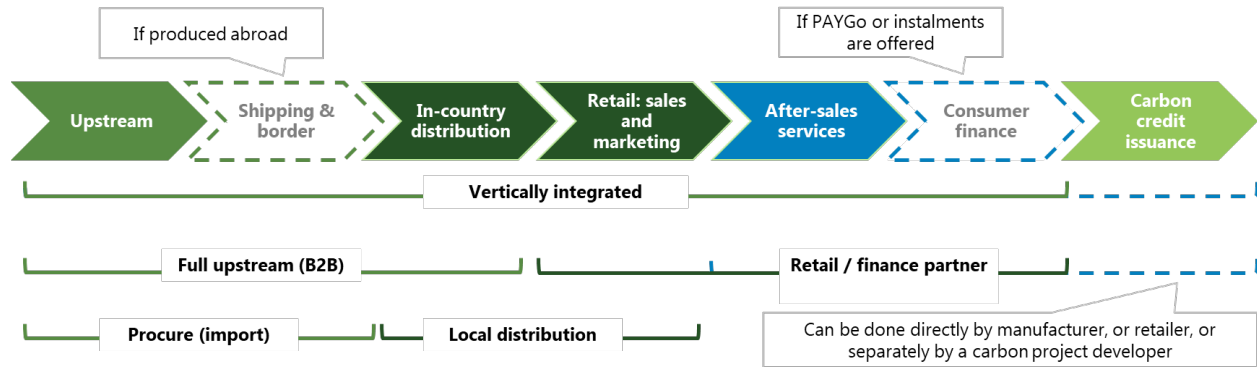 If produced abroad
If PAYGo or instalments
are offered
Upstream
Shipping &
border
In-country
distribution
Retail: sales
and
marketing
After-sales
services
Consumer
finance
Carbon
credit
issuance
Vertically integrated
Full upstream (B2B)
Retail / finance partner
Procure (import)
Local distribution
Can be done directly by manufacturer, or retailer, or
separately by a carbon project developer